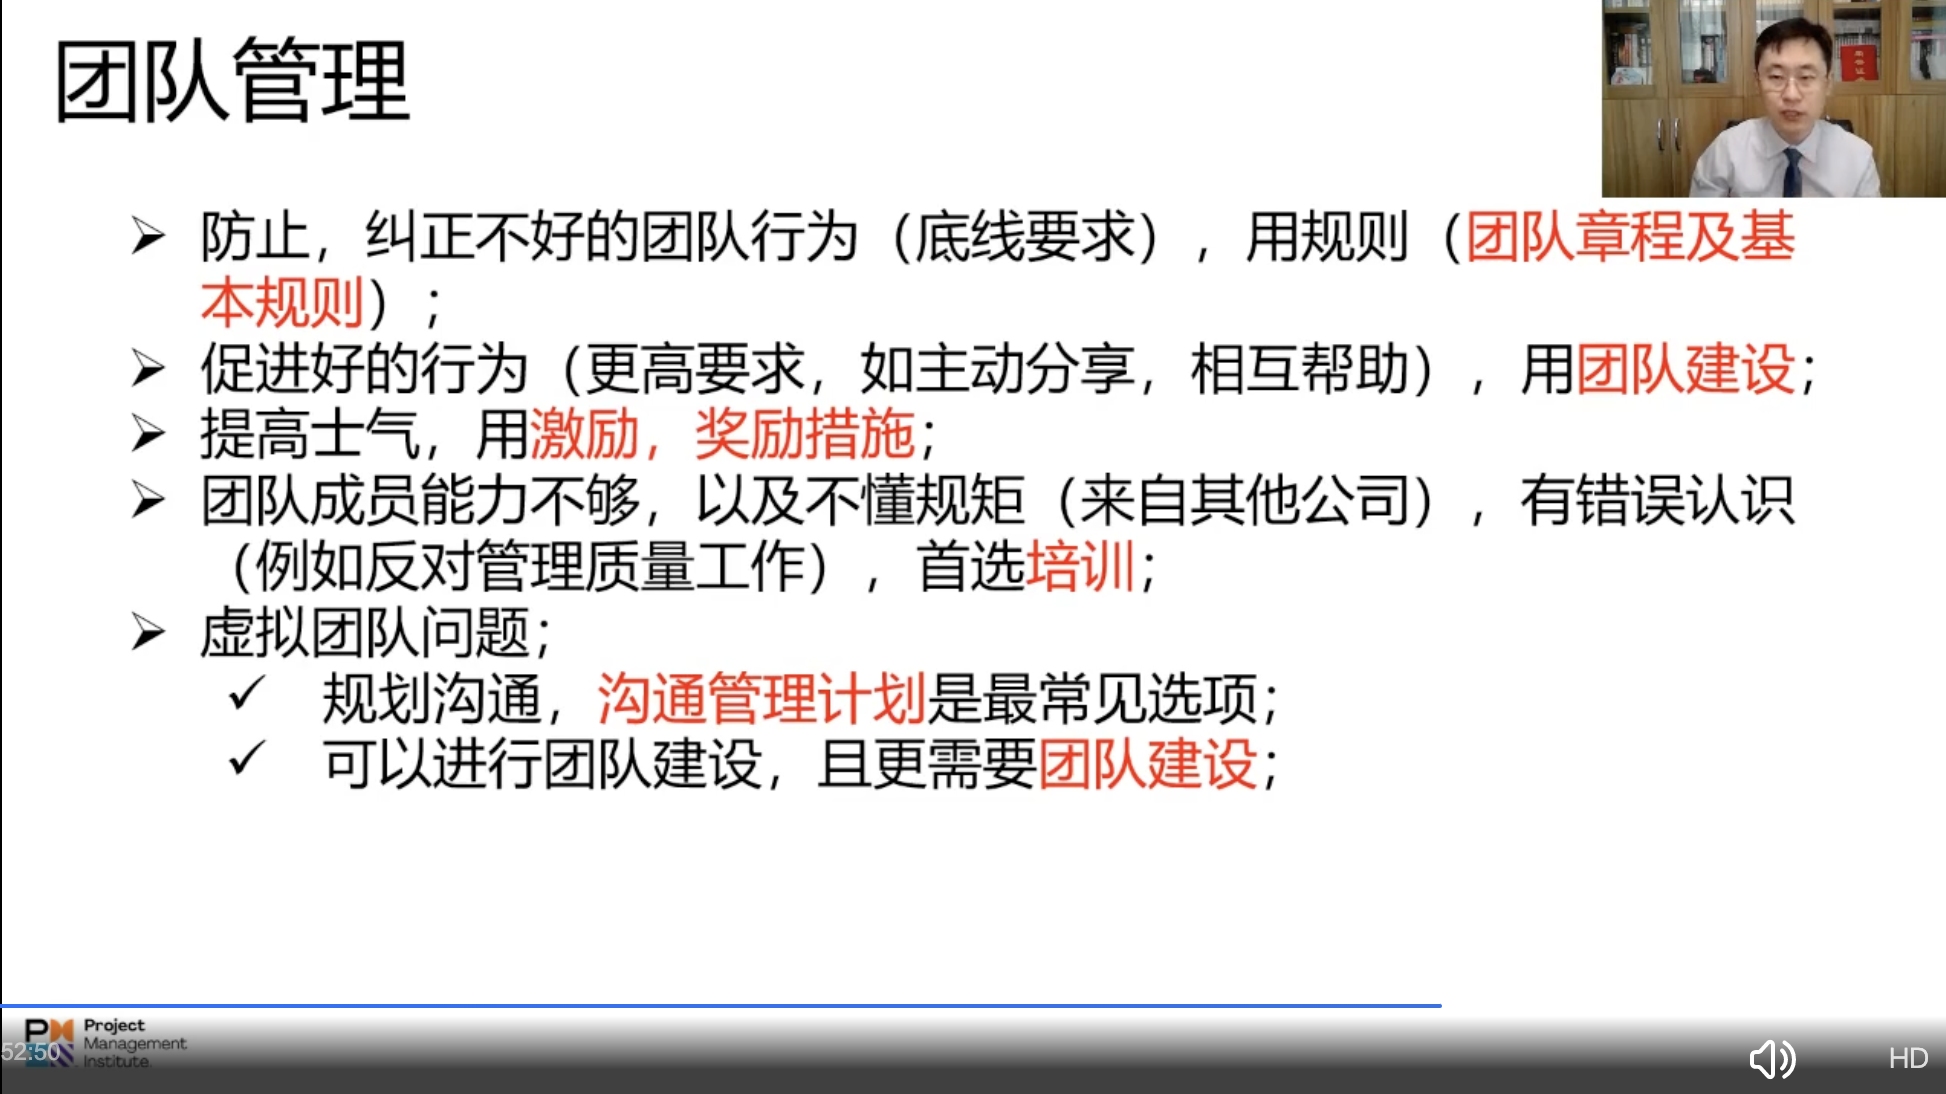 团队管理
➢ 防止，纠正不好的团队行为（底线要求），用规则（团队章程及基
本规则）；
➢ 促进好的行为（更高要求，如主动分享，相互帮助），用团队建设；
➢ 提高士气，用激励，奖励措施；
➢ 团队成员能力不够，以及不懂规矩（来自其他公司），有错误认识
（例如反对管理质量工作），首选培训；
➢ 虚拟团队问题；
✓ 规划沟通，沟通管理计划是最常见选项；
✓ 可以进行团队建设，且更需要团队建设；
Project
Management
Institute.
52:50
HD